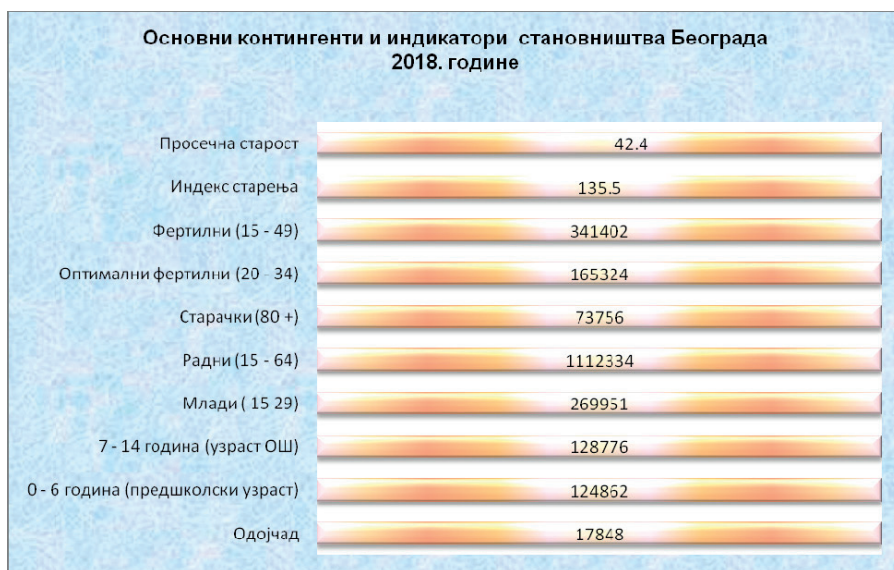 Основни контингенти и индикатори становништва Београда
2018. године
Просечна старост 42.4
Индекс старења 135.5
Фертилни (15 - 49) 341402
Оптимални фертилни (20 - 34) 165324
Старачки (80 +) 73756
Радни (15 - 64) 1112334
Млади ( 15 29) 269951
7 - 14 година (узраст ОШ) 128776
0 - 6 година (предшколски узраст) 124862
Одојчад 17848